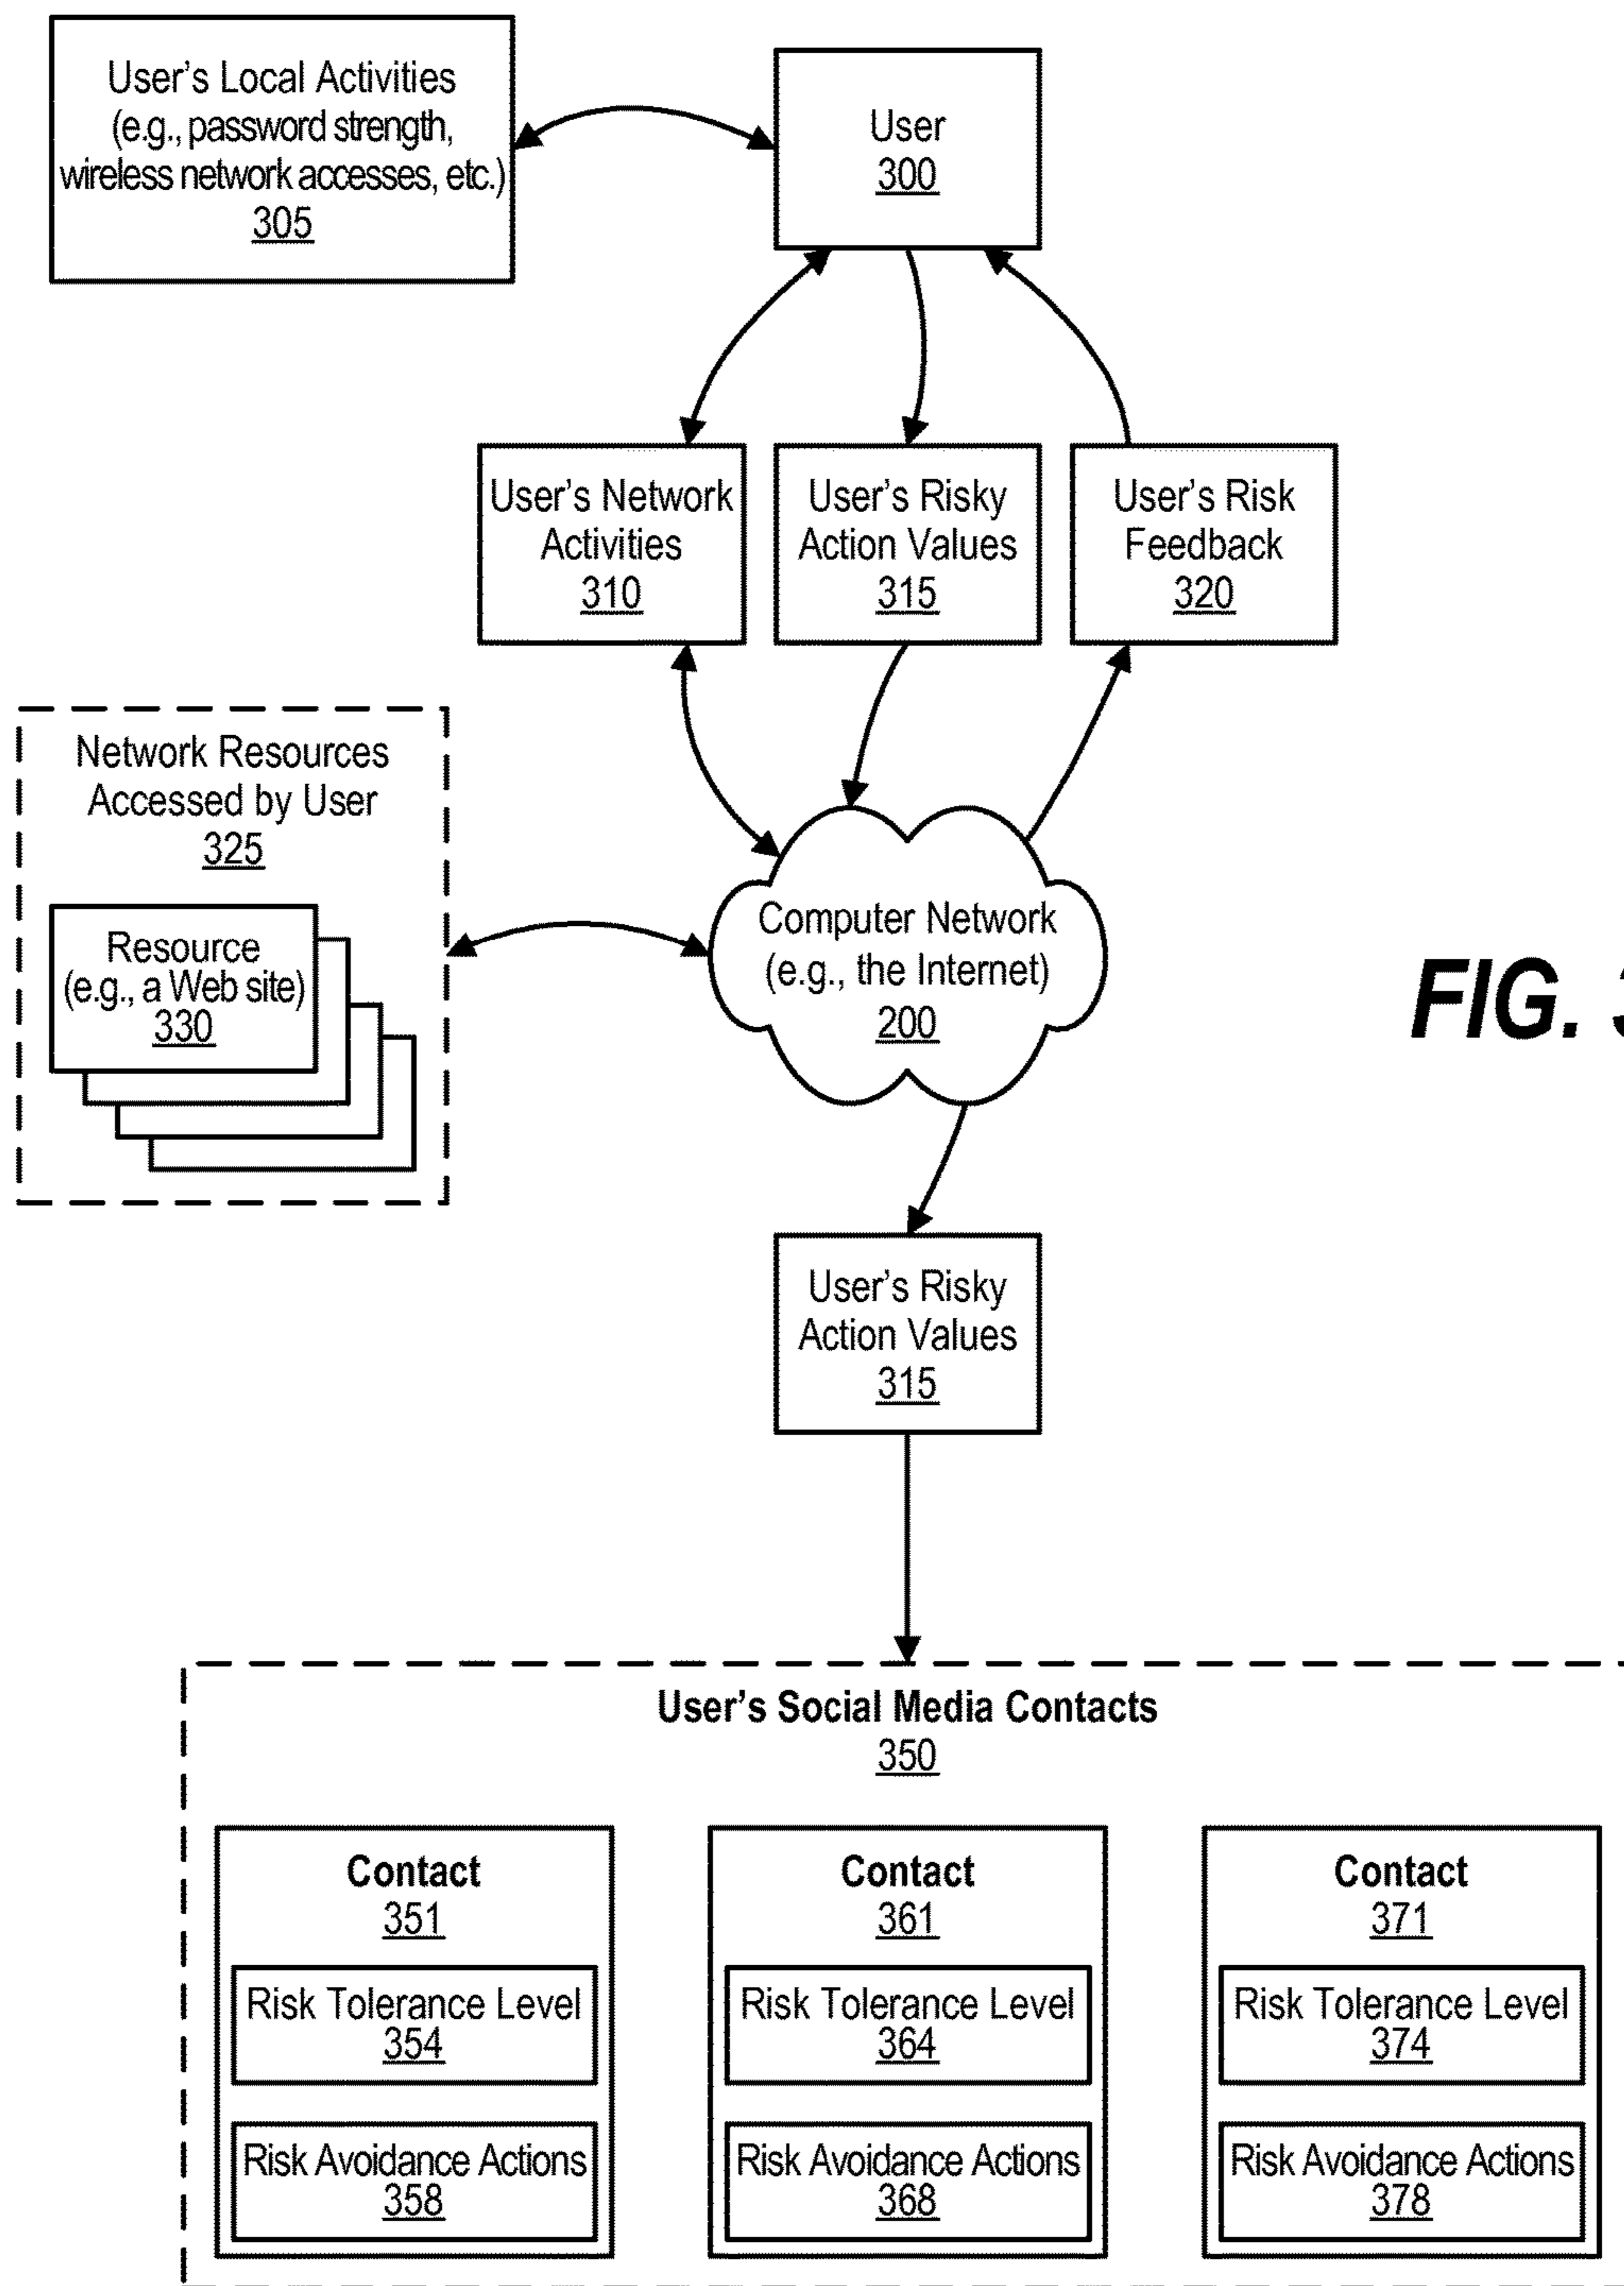 User's Local Activities
(e.g., password strength,
wireless network accesses, etc.)
305
User
300
User's Network
Activities
310
User's Risky
Action Values
315
User's Risk
Feedback
320
Network Resources
Accessed by User
325
Resource
(e.g., a Web site)
330
Computer Network
(e.g., the Internet)
200
FIG. 3
User's Risky
Action Values
315
User's Social Media Contacts
350
Contact
351
Risk Tolerance Level
354
Risk Avoidance Actions
358
Contact
361
Risk Tolerance Level
364
Risk Avoidance Actions
368
Contact
371
Risk Tolerance Level
374
Risk Avoidance Actions
378